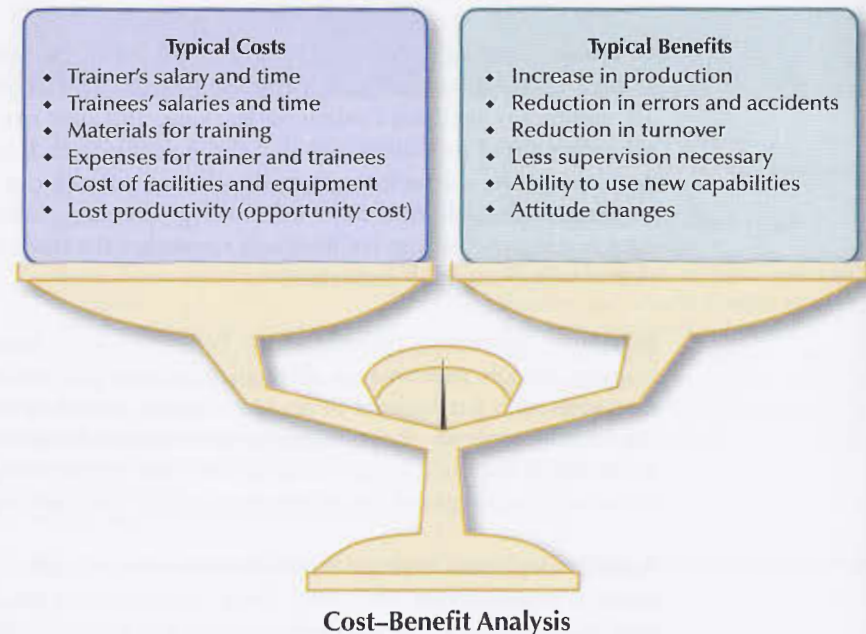 Typical Costs
◆ Trainer's salary and time
◆ Trainees' salaries and time
◆ Materials for training
◆ Expenses for trainer and trainees
◆ Cost of facilities and equipment
◆ Lost productivity (opportunity cost)
Typical Benefits
◆ Increase in production
◆ Reduction in errors and accidents
◆ Reduction in turnover
◆ Less supervision necessary
◆ Ability to use new capabilities
◆ Attitude changes
Cost–Benefit Analysis